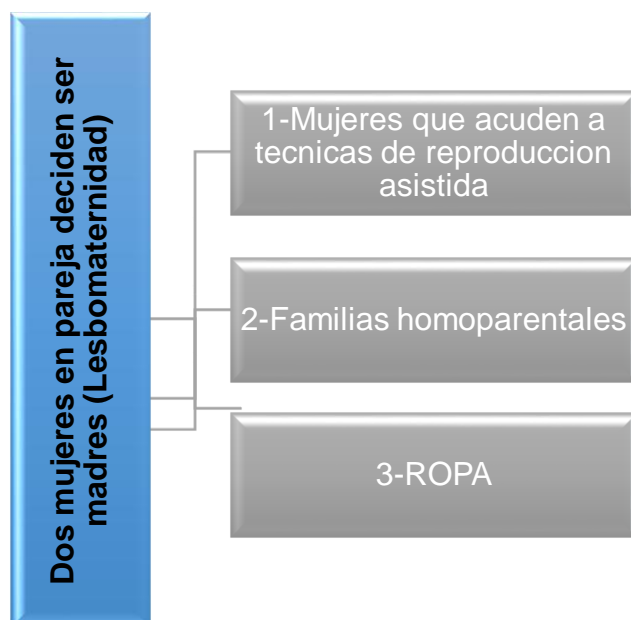 Dos mujeres en pareja deciden ser
madres (Lesbomaternidad)
1-Mujeres que acuden a
tecnicas de reproduccion
asistida
2-Familias homoparentales
3-ROPA